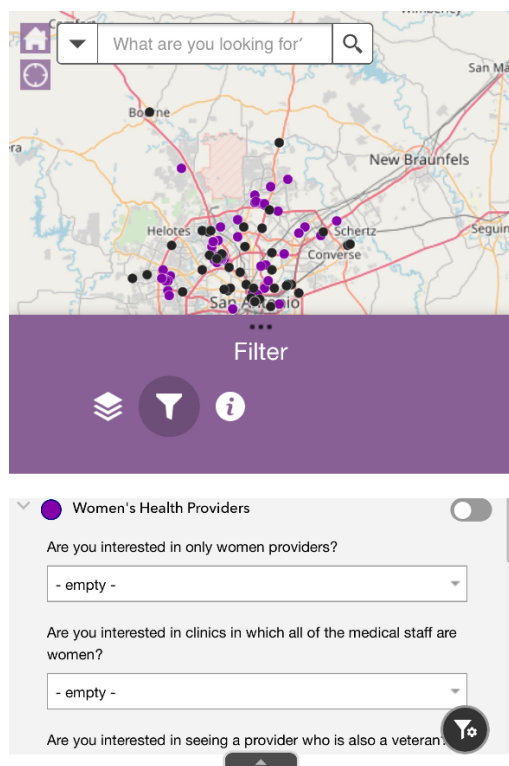 What are you looking for
San Ma
Boerne
New Braunfels
Helotes
Schertz
Seguin
Converse
San Antonio
Filter
Women's Health Providers
Are you interested in only women providers?
- empty -
Are you interested in clinics in which all of the medical staff are
women?
- empty -
Are you interested in seeing a provider who is also a veteran?